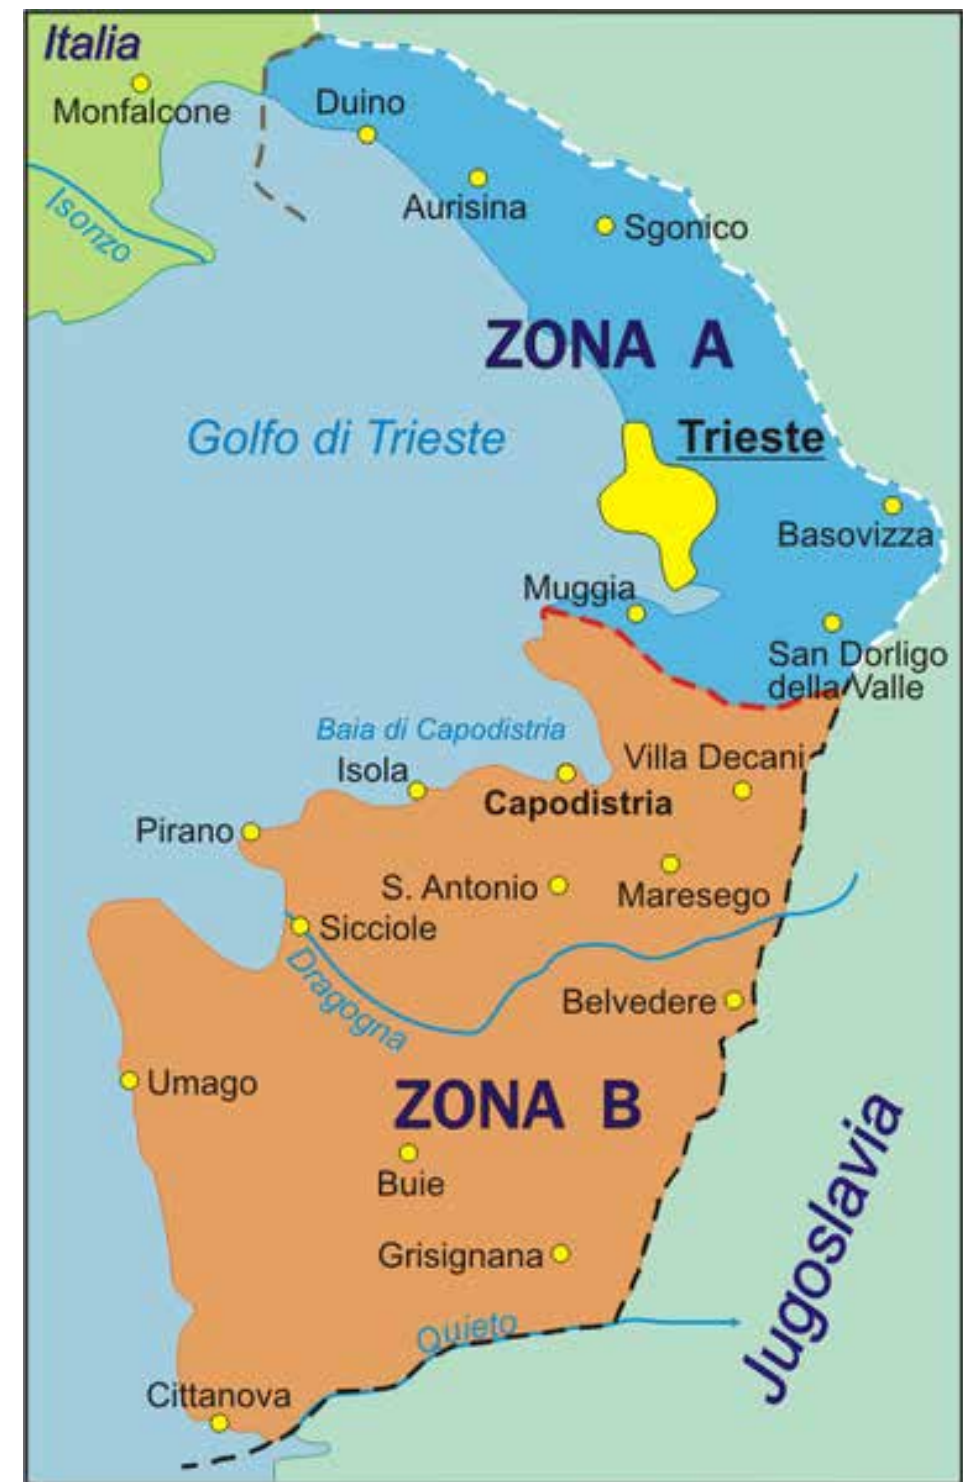 Italia
Monfalcone
Isonzo
Duino
Aurisina
Sgonico
ZONA A
Golfo di Trieste
Trieste
Basovizza
Muggia
San Dorligo
della Valle
Baia di Capodistria
Isola
Villa Decani
Capodistria
Pirano
S. Antonio
Maresego
Sicciole
Dragogna
Belvedere
Umago
ZONA B
Buie
Grisignana
Jugoslavia
Quieto
Cittanova